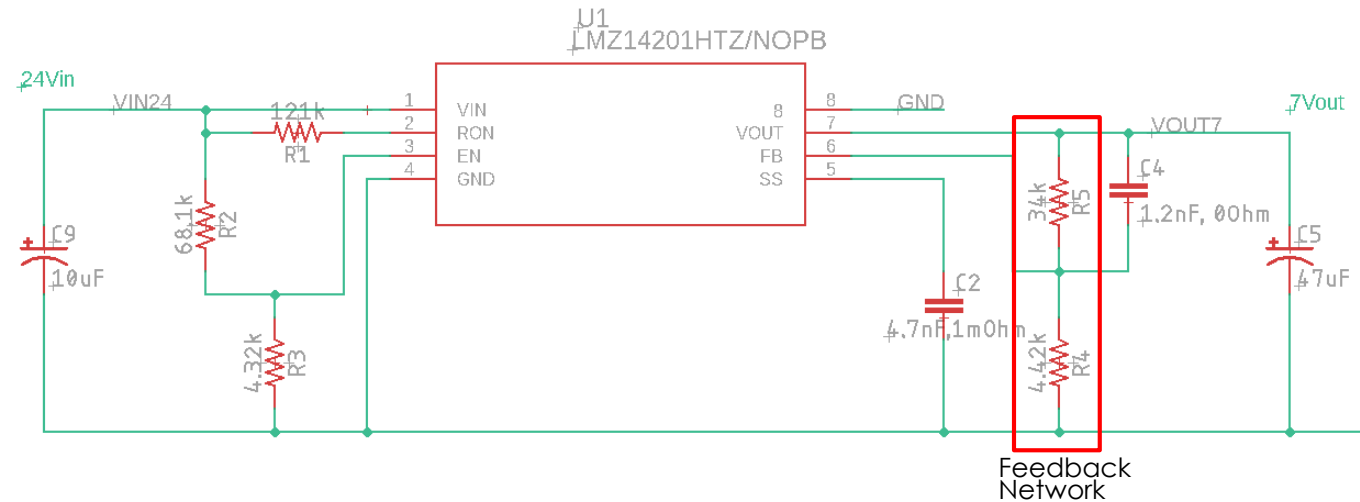 U1
LMZ14201HTZ/NOPB
24Vin
VIN24
121k
R1
1
2
3
4
VIN
RON
EN
GND
8
VOUT
FB
SS
8
7
6
5
GND
7Vout
VOUT7
68.1k
R2
C9
10uF
4.32k
R3
34k
R5
C4
1.2nF, 0Ohm
C5
47uF
C2
4.7nF,1mOhm
4.42k
R4
Feedback
Network